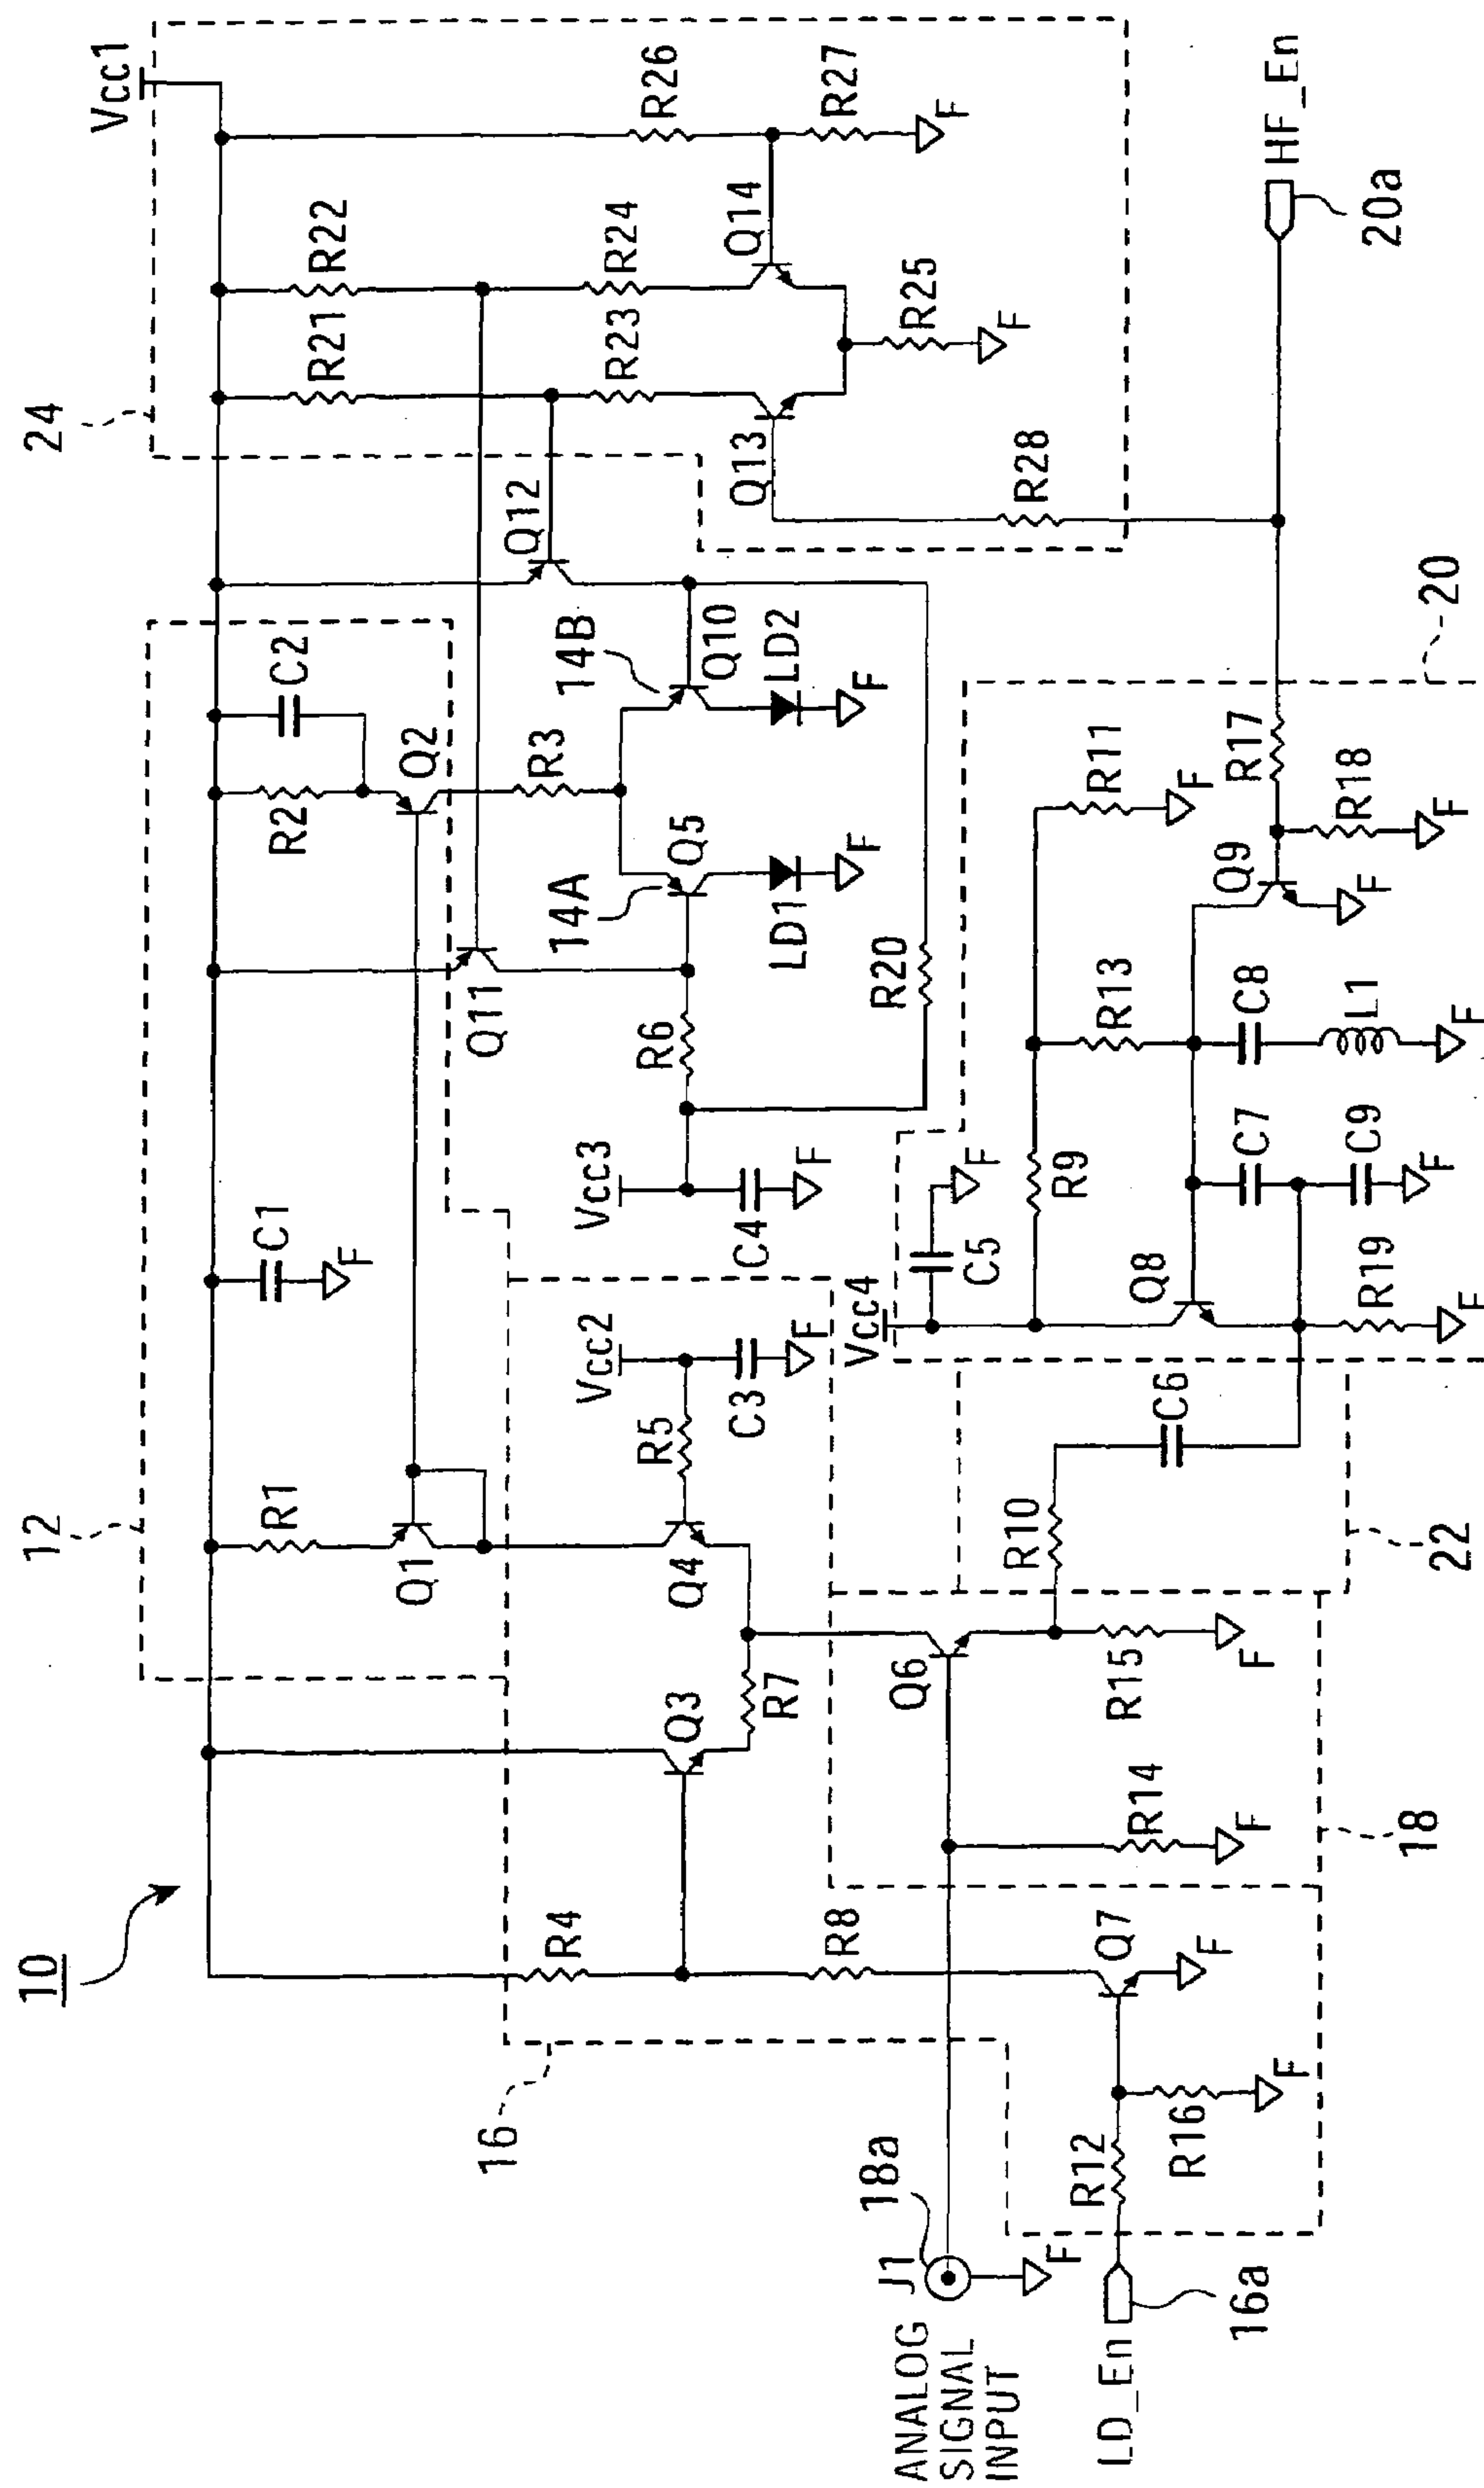 10
12
24
Vcc1
R1
C1
R2
C2
R21
R22
R26
Q1
Q2
Q11
Q12
R23
R24
R27
F
F
R4
16
Q3
Q4
R5
Vcc2
C3
F
Vcc3
C4
F
R6
14A
Q5
LD1
F
R3
14B
Q10
LD2
F
R20
Q13
Q14
R25
F
R28
R7
R8
Q6
R10
C6
Vcc4
C5
F
R9
R13
R11
F
20
HF_En
20a
J1
18a
F
ANALOG
SIGNAL
INPUT
R14
F
R15
F
Q8
C7
C8
Q9
R17
R18
F
F
LD_En
16a
R12
R16
F
Q7
F
18
22
R19
F
C9
F
L1
F